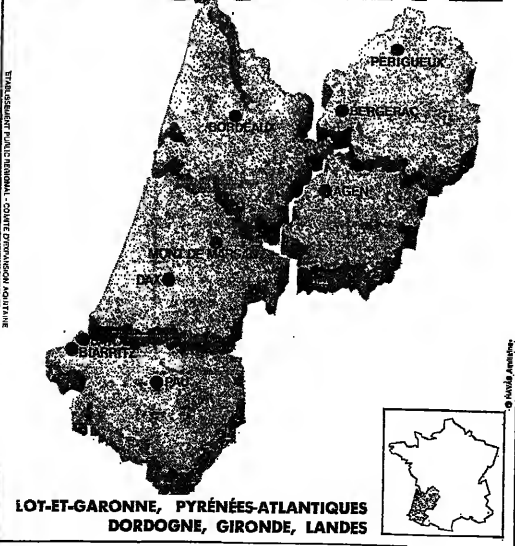 PÉRIGUEUX
BERGERAC
BORDEAUX
AGEN
MONT DE MARSAN
DAX
BIARRITZ
PAU
LOT-ET-GARONNE, PYRÉNÉES-ATLANTIQUES
DORDOGNE, GIRONDE, LANDES
ETABLISSEMENT PUBLIC REGIONAL - COMITE D'EXPANSION AQUITAINE
HAVAS